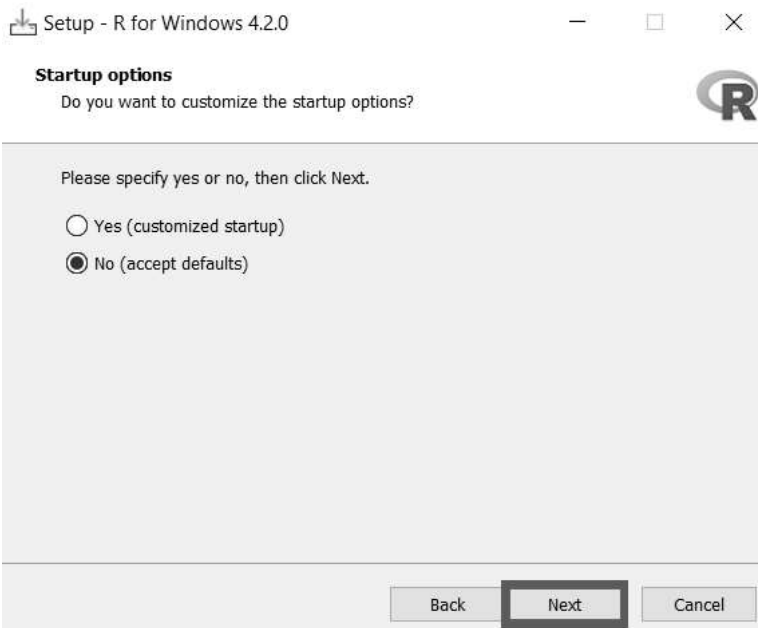 Setup - R for Windows 4.2.0
Startup options
Do you want to customize the startup options?
R
Please specify yes or no, then click Next.
Yes (customized startup)
No (accept defaults)
Back Next Cancel